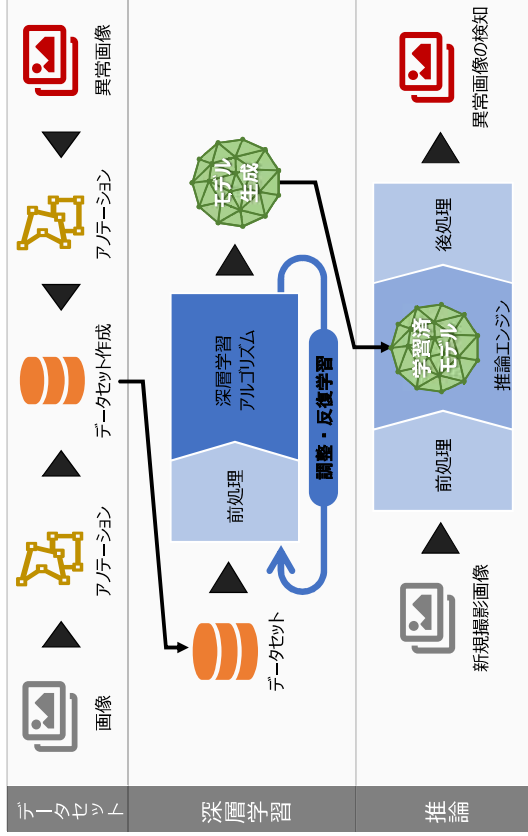 データセット
画像
アノテーション
データセット作成
アノテーション
異常画像
深層学習
データセット
前処理
深層学習
アルゴリズム
調整・反復学習
モデル
生成
推論
新規撮影画像
前処理
学習済
モデル
推論エンジン
後処理
異常画像の検知